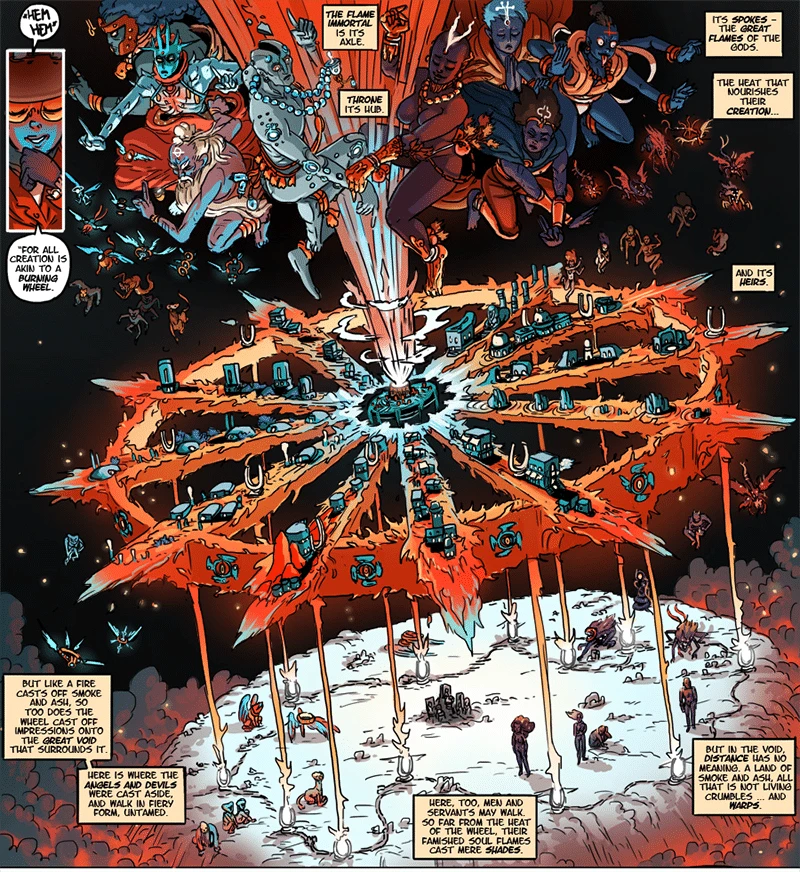 *HEM
HEM*
"FOR ALL
CREATION IS
AKIN TO A
BURNING
WHEEL.
THE FLAME
IMMORTAL
IS ITS
AXLE.
THRONE
ITS HUB.
ITS SPOKES –
THE GREAT
FLAMES OF THE
GODS.
THE HEAT THAT
NOURISHES
THEIR
CREATION...
AND ITS
HEIRS.
BUT LIKE A FIRE
CASTS OFF SMOKE
AND ASH, SO
TOO DOES THE
WHEEL CAST OFF
IMPRESSIONS ONTO
THE GREAT VOID
THAT SURROUNDS IT.
HERE IS WHERE THE
ANGELS AND DEVILS
WERE CAST ASIDE,
AND WALK IN FIERY
FORM, UNTAMED.
HERE, TOO, MEN AND
SERVANTS MAY WALK.
SO FAR FROM THE HEAT
OF THE WHEEL, THEIR
FAMISHED SOUL FLAMES
CAST MERE SHADES.
BUT IN THE VOID,
DISTANCE HAS NO
MEANING. A LAND OF
SMOKE AND ASH, ALL
THAT IS NOT LIVING
CRUMBLES ... AND
WARPS.